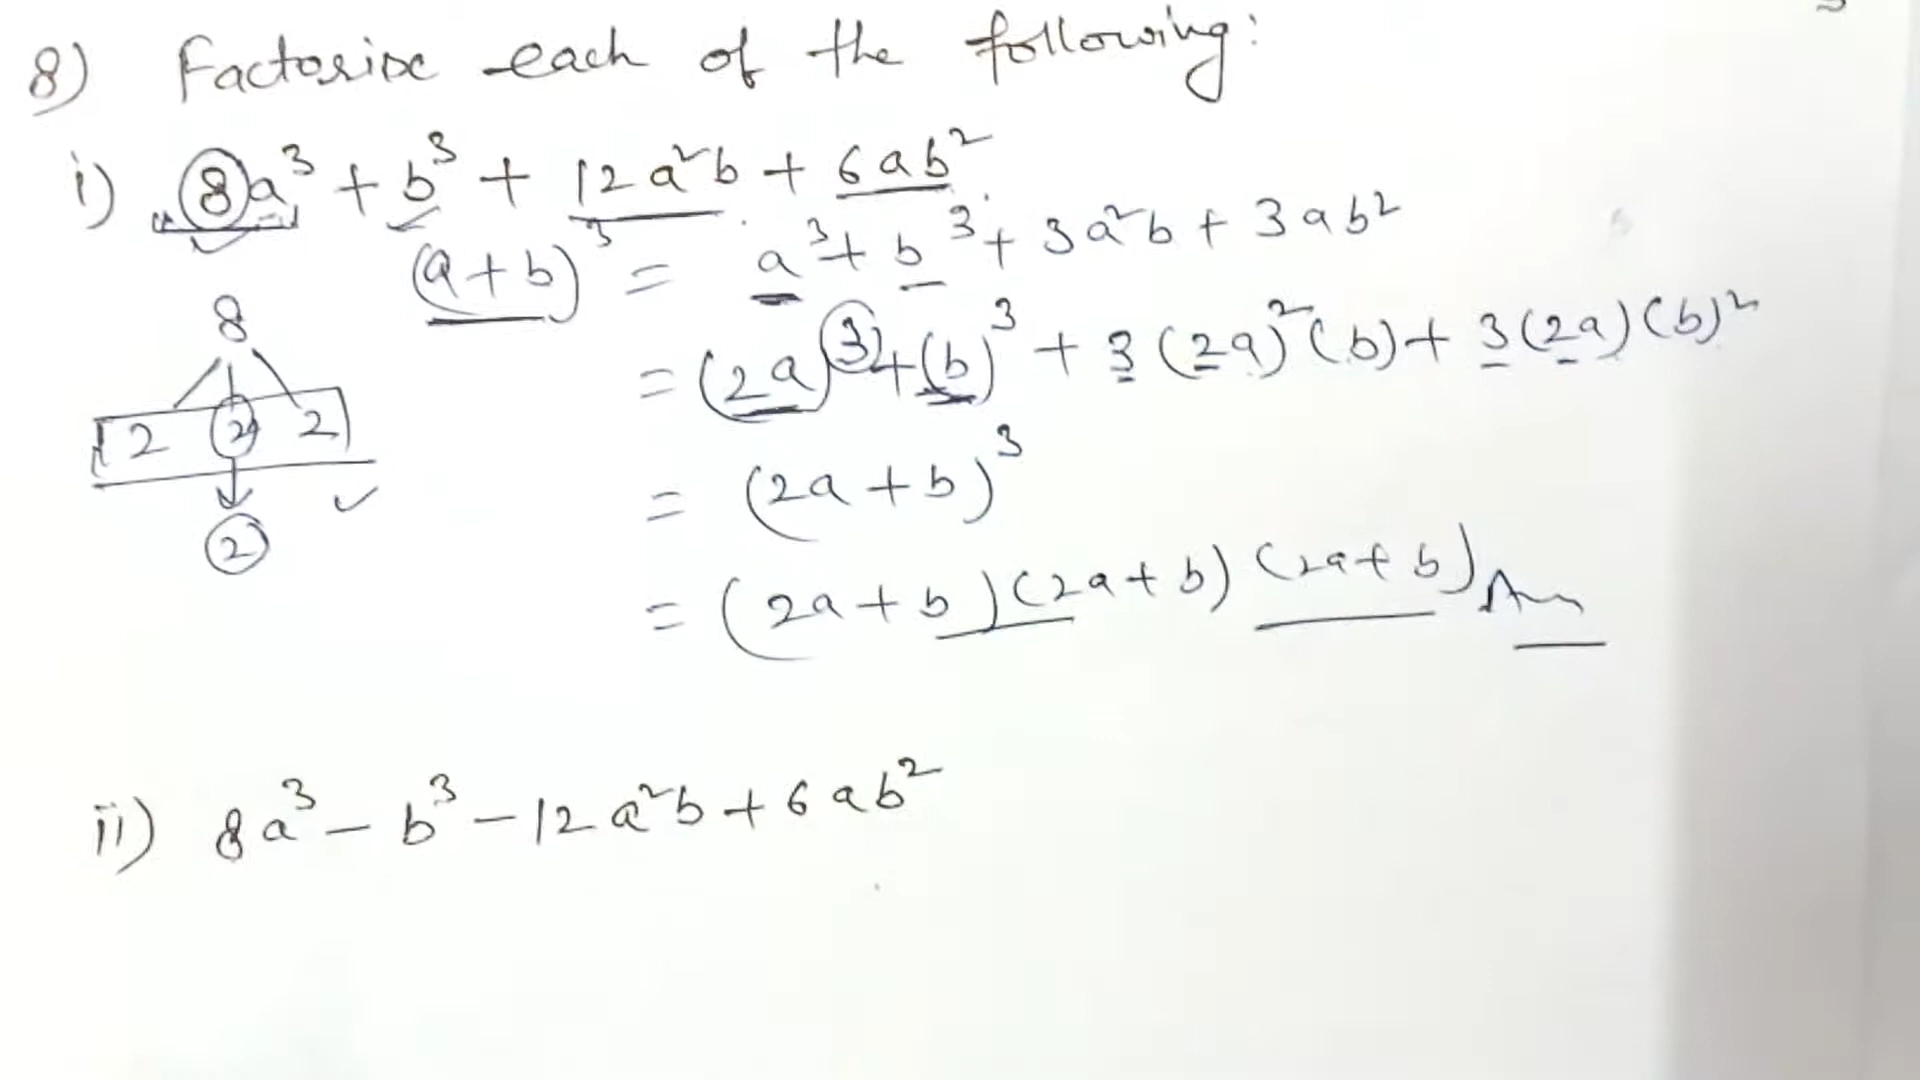 8) Factorise each of the following:
i) 8a³ + b³ + 12a²b + 6ab²
(a+b)³ = a³ + b³ + 3a²b + 3ab²
= (2a)³ + (b)³ + 3(2a)²(b) + 3(2a)(b)²
8
2 2 2
2
= (2a+b)³
= (2a+b)(2a+b)(2a+b) Ans
ii) 8a³ - b³ - 12a²b + 6ab²